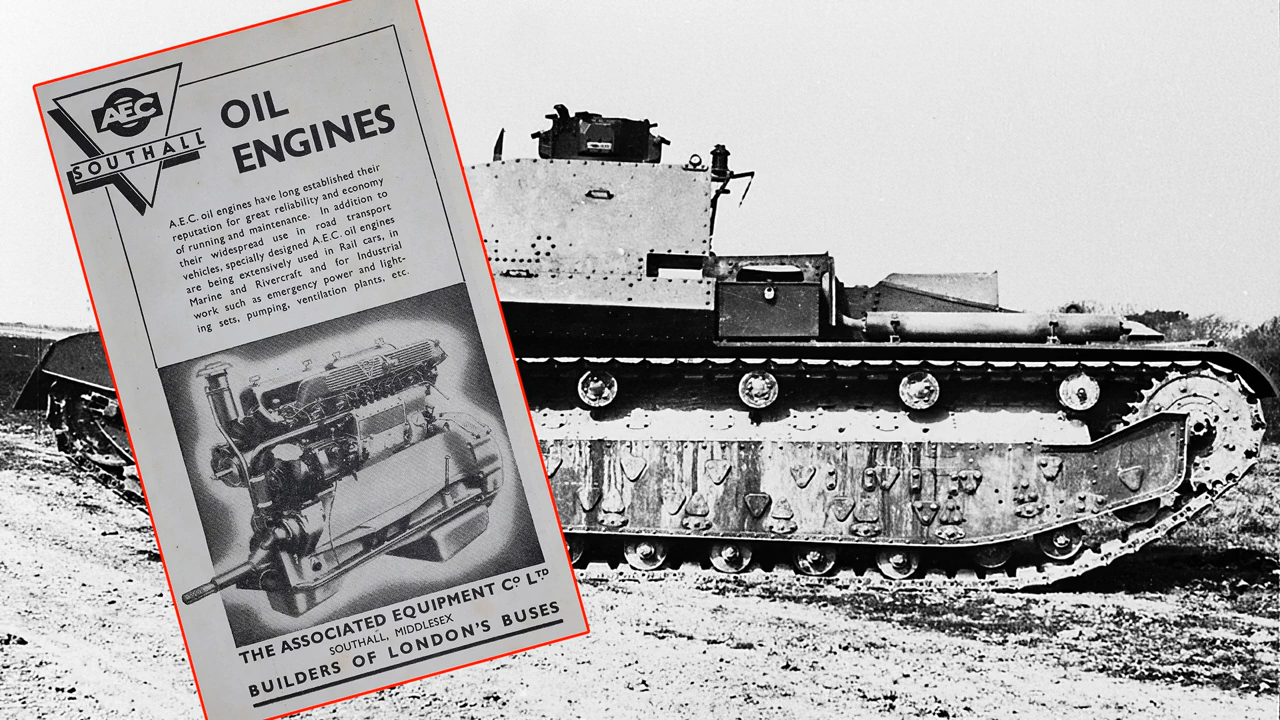 AEC
SOUTHALL
OIL
ENGINES
A.E.C. oil engines have long established their
reputation for great reliability and economy
of running and maintenance. In addition to
their widespread use in road transport
vehicles, specially designed A.E.C. oil engines
are being extensively used in Rail cars, in
Marine and Rivercraft and for Industrial
work such as emergency power and light-
ing sets, pumping, ventilation plants, etc.
THE ASSOCIATED EQUIPMENT Cº LTD
SOUTHALL, MIDDLESEX
BUILDERS OF LONDON'S BUSES